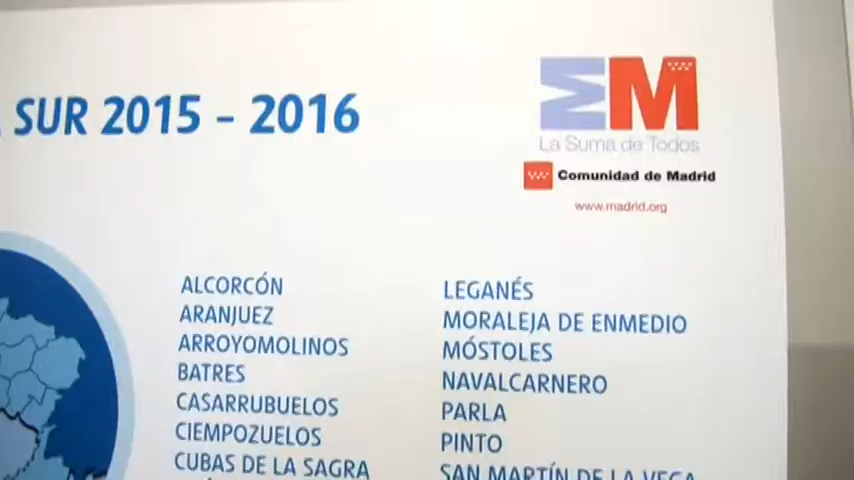 SUR 2015 - 2016
EM
La Suma de Todos
Comunidad de Madrid
www.madrid.org
ALCORCÓN
ARANJUEZ
ARROYOMOLINOS
BATRES
CASARRUBUELOS
CIEMPOZUELOS
CUBAS DE LA SAGRA
LEGANÉS
MORALEJA DE ENMEDIO
MÓSTOLES
NAVALCARNERO
PARLA
PINTO
SAN MARTÍN DE LA VEGA